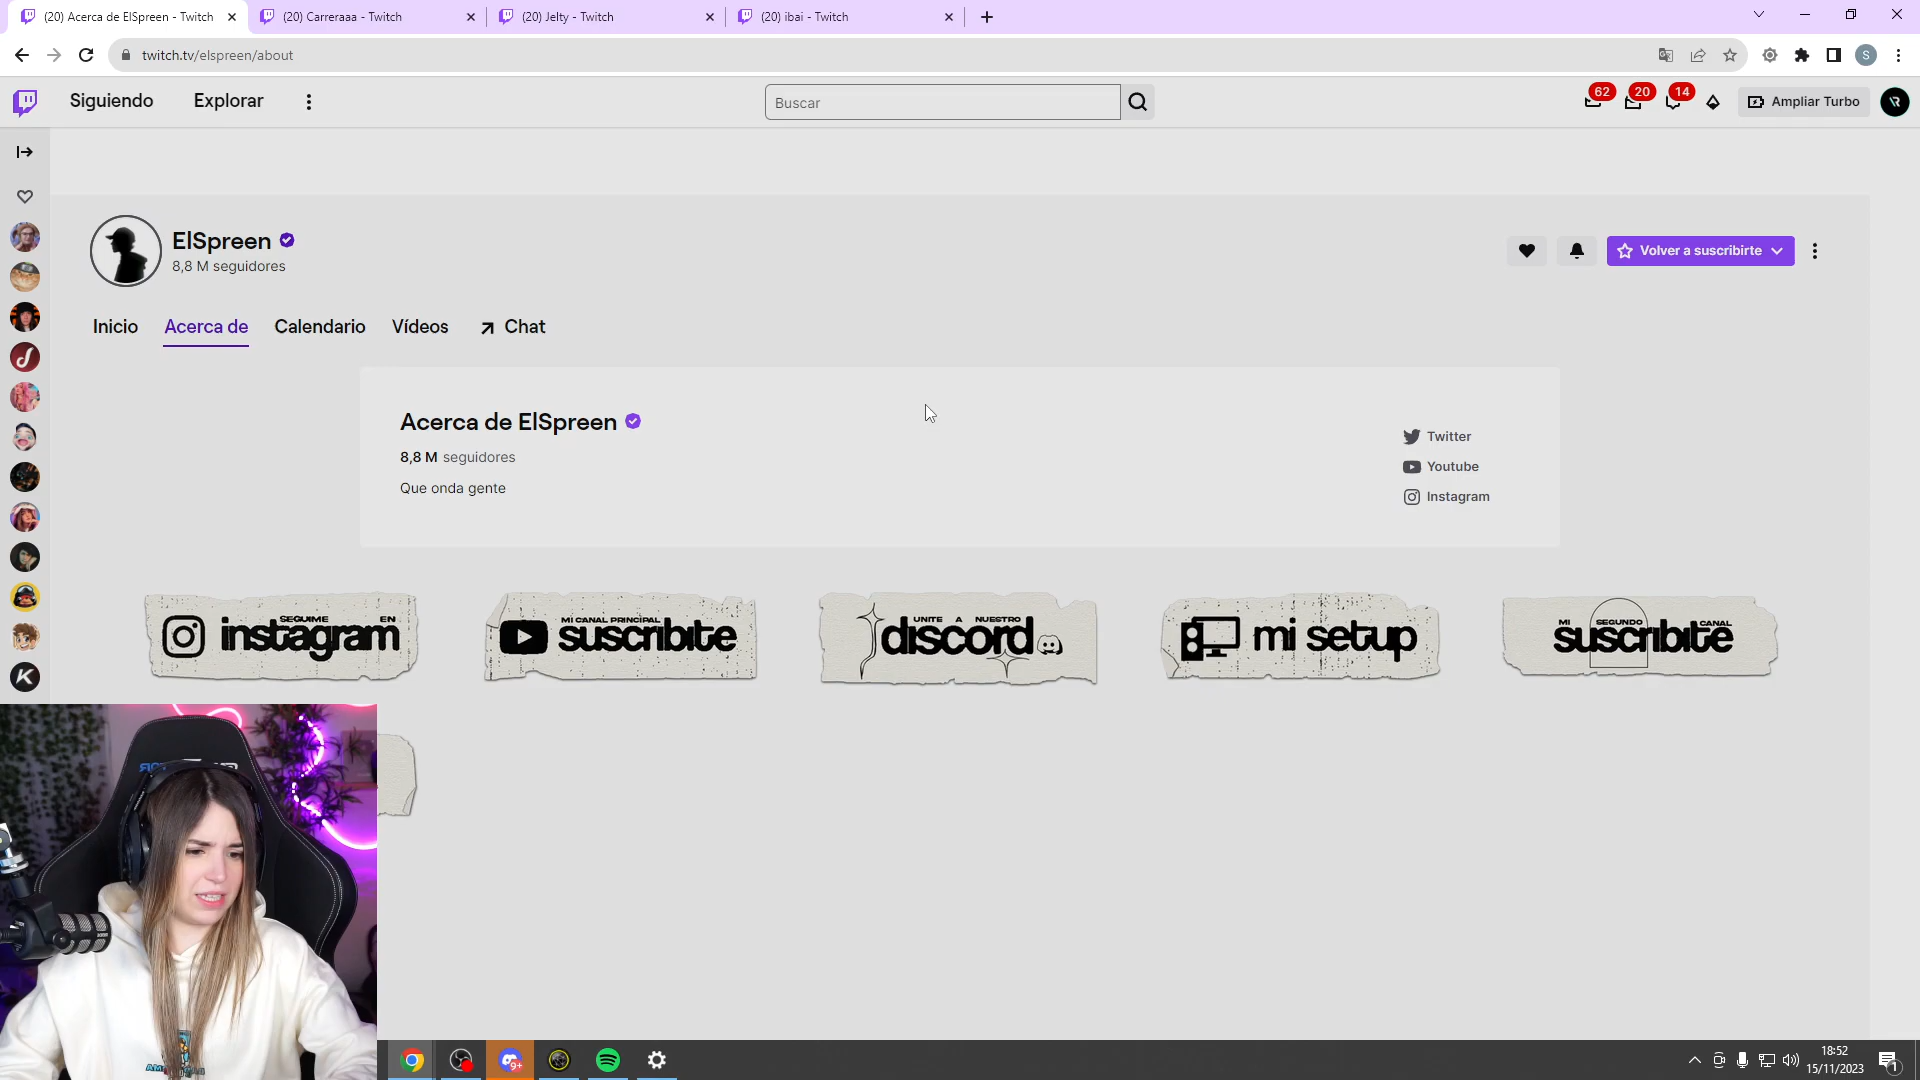 (20) Acerca de ElSpreen - Twitch
(20) Carreraaa - Twitch
(20) Jelty - Twitch
(20) ibai - Twitch
twitch.tv/elspreen/about
S
Siguiendo
Explorar
Buscar
62
20
14
Ampliar Turbo
ElSpreen
8,8 M seguidores
Volver a suscribirte
Inicio
Acerca de
Calendario
Vídeos
Chat
Acerca de ElSpreen
8,8 M seguidores
Que onda gente
Twitter
Youtube
Instagram
SEGUIME EN
instagram
MI CANAL PRINCIPAL
suscribite
UNITE A NUESTRO
discord
mi setup
MI SEGUNDO CANAL
suscribite
9+
18:52
15/11/2023
1